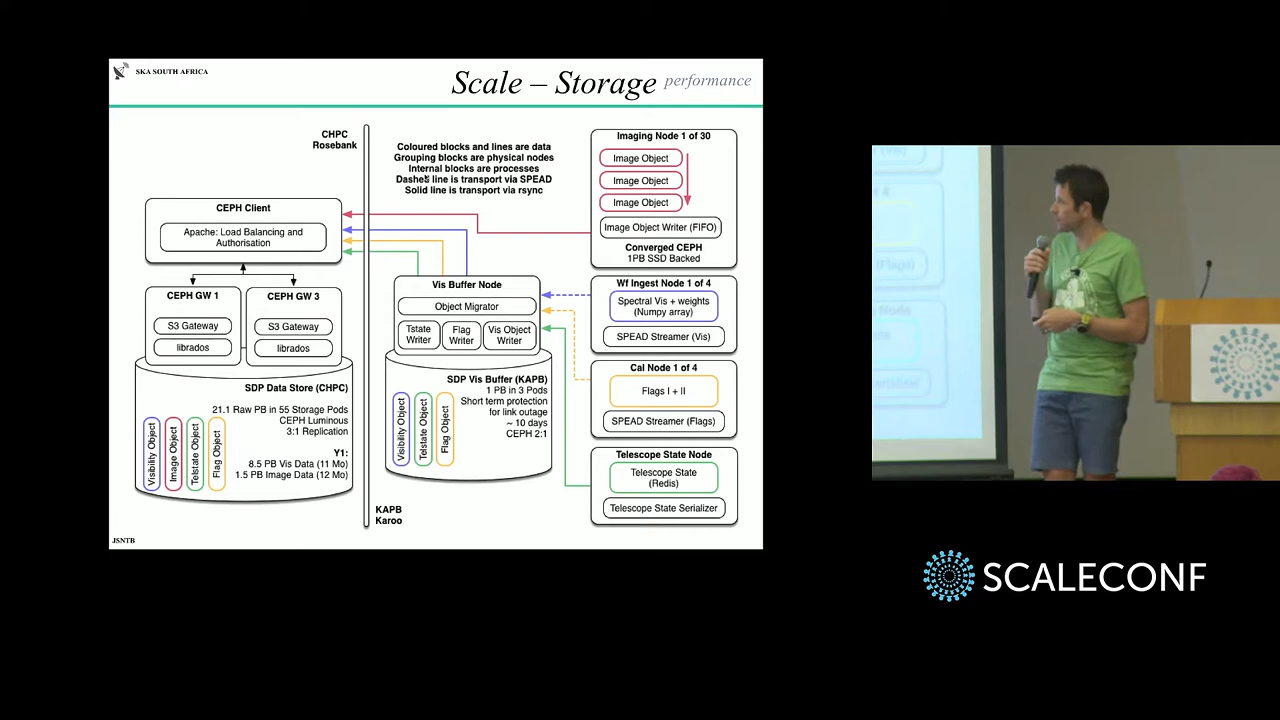 SKA SOUTH AFRICA
Scale – Storage performance
CHPC
Rosebank
Coloured blocks and lines are data
Grouping blocks are physical nodes
Internal blocks are processes
Dashed line is transport via SPEAD
Solid line is transport via rsync
Imaging Node 1 of 30
Image Object
Image Object
Image Object
Image Object Writer (FIFO)
Converged CEPH
1PB SSD Backed
CEPH Client
Apache: Load Balancing and
Authorisation
CEPH GW 1
S3 Gateway
librados
CEPH GW 3
S3 Gateway
librados
Vis Buffer Node
Object Migrator
Tstate
Writer
Flag
Writer
Vis Object
Writer
Wf Ingest Node 1 of 4
Spectral Vis + weights
(Numpy array)
SPEAD Streamer (Vis)
Cal Node 1 of 4
Flags I + II
SPEAD Streamer (Flags)
SDP Data Store (CHPC)
21.1 Raw PB in 55 Storage Pods
CEPH Luminous
3:1 Replication
Y1:
8.5 PB Vis Data (11 Mo)
1.5 PB Image Data (12 Mo)
Visibility Object
Image Object
Telstate Object
Flag Object
SDP Vis Buffer (KAPB)
1 PB in 3 Pods
Short term protection
for link outage
~ 10 days
CEPH 2:1
Visibility Object
Telstate Object
Flag Object
Telescope State Node
Telescope State
(Redis)
Telescope State Serializer
KAPB
Karoo
JSNTB
SCALECONF